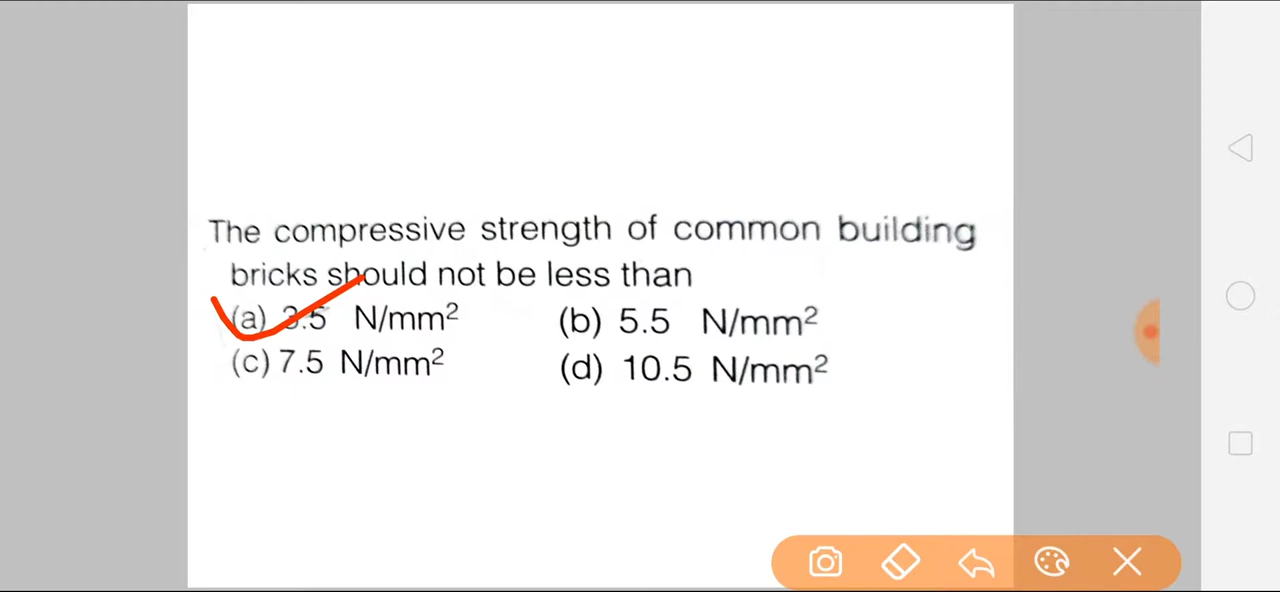 The compressive strength of common building
bricks should not be less than
(a) 3.5 N/mm² (b) 5.5 N/mm²
(c) 7.5 N/mm² (d) 10.5 N/mm²